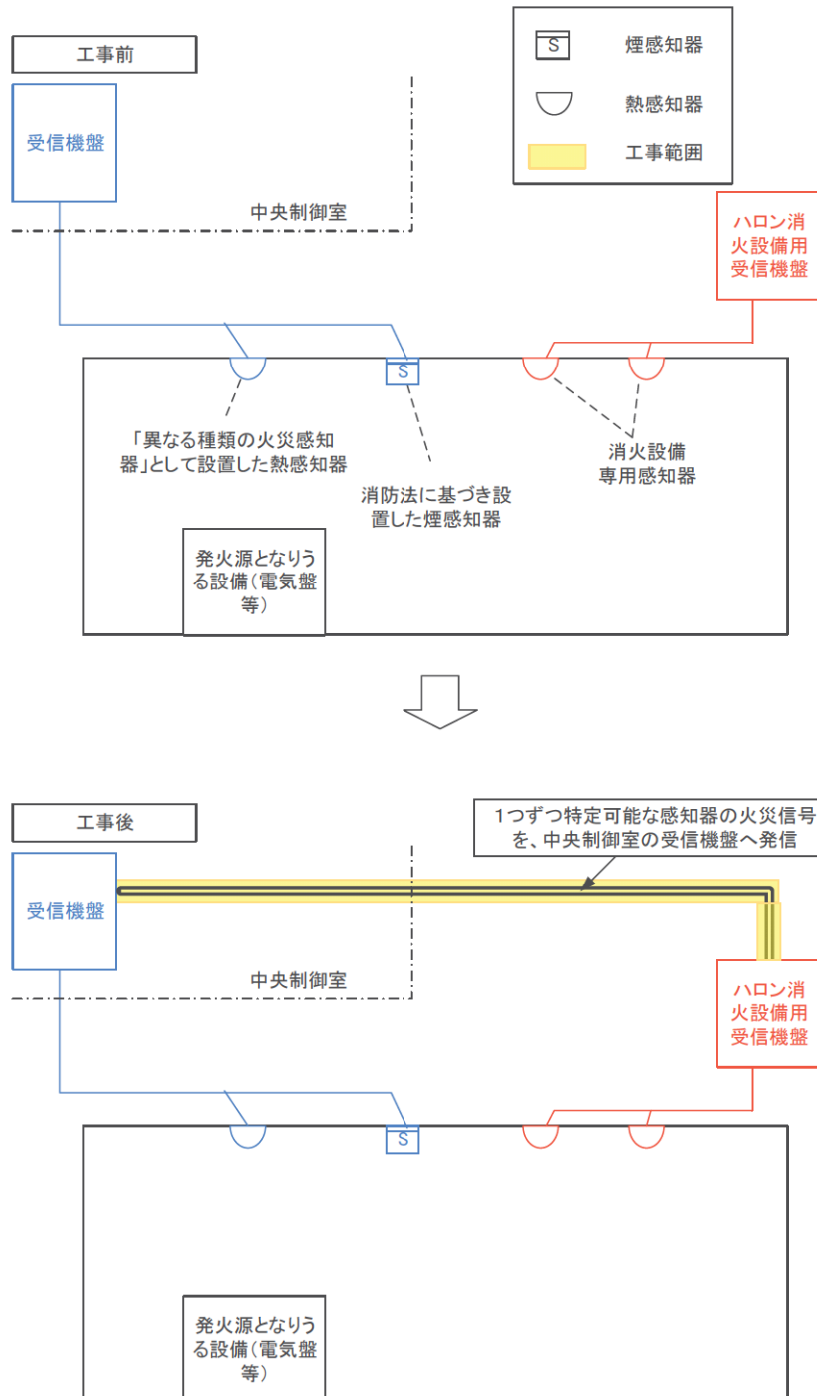 工事前
S
煙感知器
熱感知器
工事範囲
受信機盤
中央制御室
ハロン消
火設備用
受信機盤
S
「異なる種類の火災感知
器」として設置した熱感知器
消防法に基づき設
置した煙感知器
消火設備
専用感知器
発火源となりう
る設備(電気盤
等)
工事後
1つずつ特定可能な感知器の火災信号
を、中央制御室の受信機盤へ発信
受信機盤
中央制御室
ハロン消
火設備用
受信機盤
S
発火源となりう
る設備(電気盤
等)